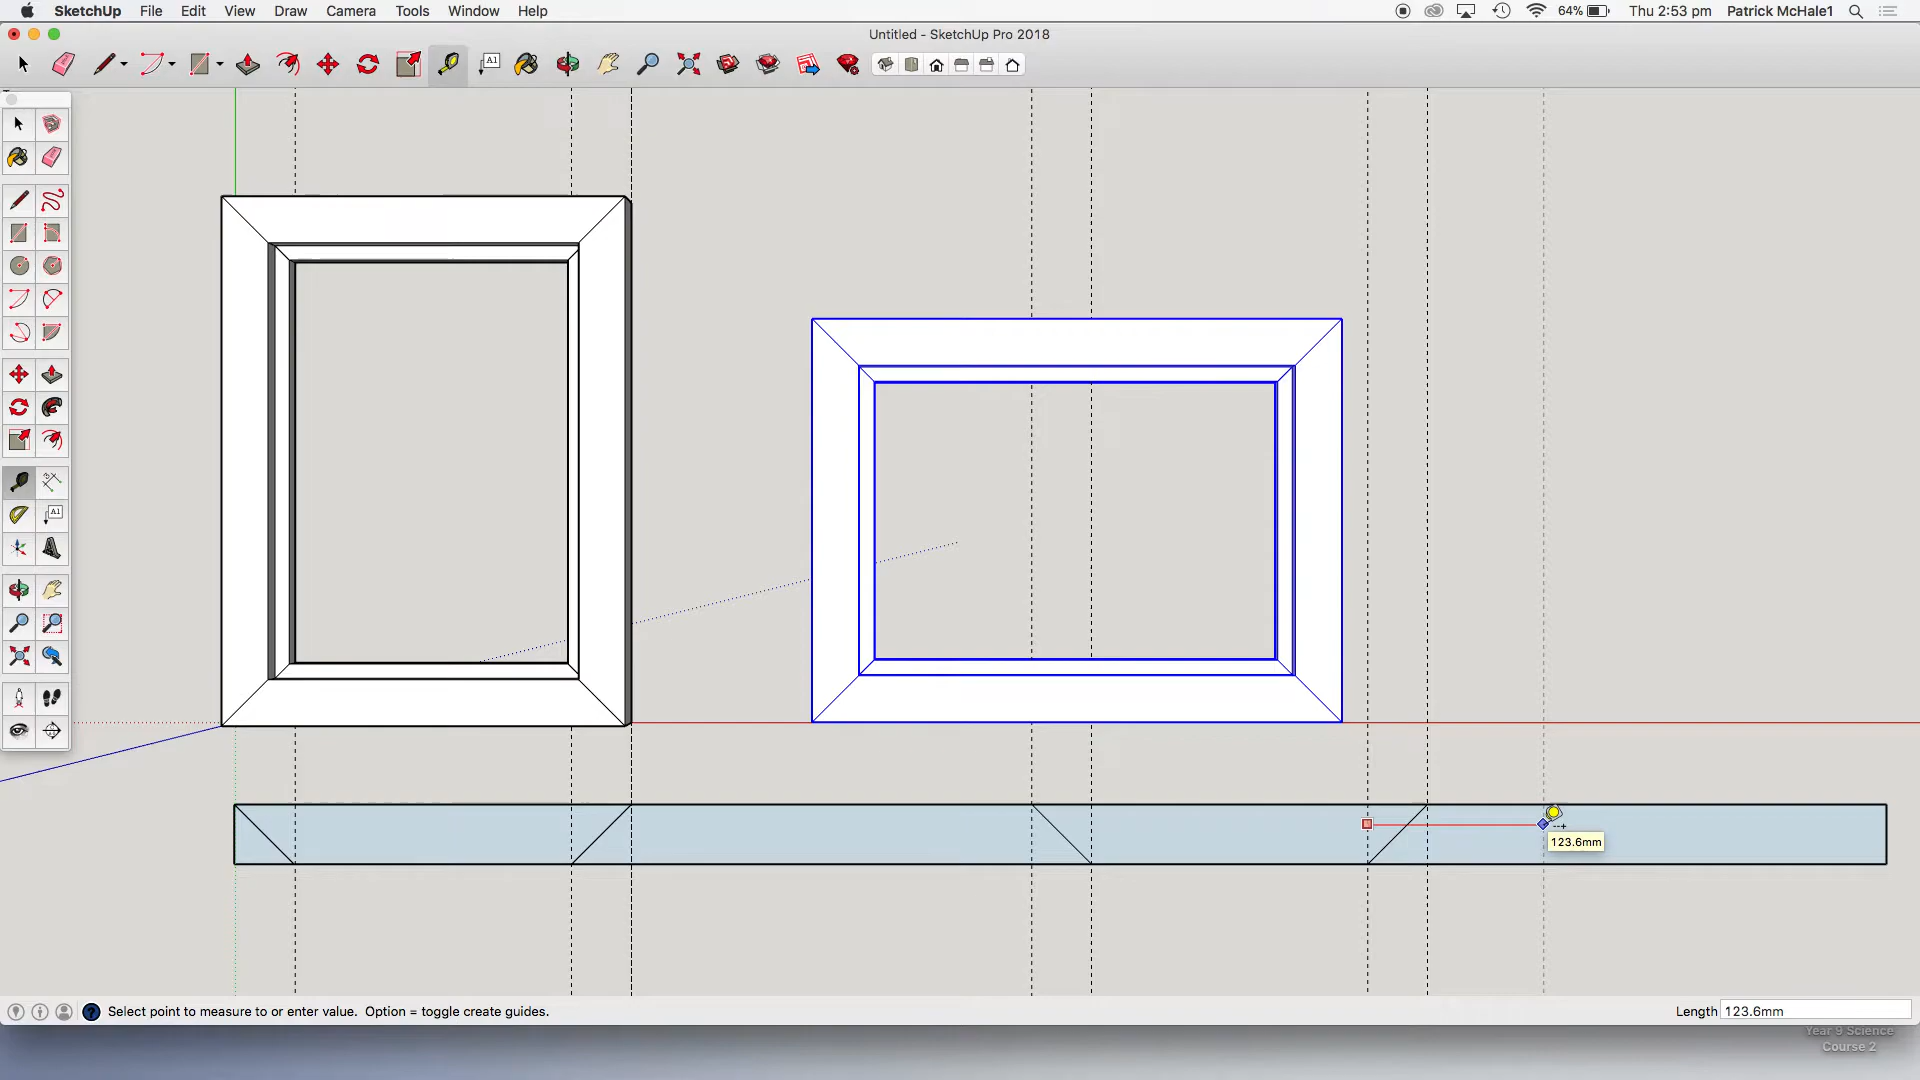 SketchUp File Edit View Draw Camera Tools Window Help 64% Thu 2:53 pm Patrick McHale1
Untitled - SketchUp Pro 2018
A1
A1
123.6mm
Select point to measure to or enter value. Option = toggle create guides. Length 123.6mm
Year 9 Science
Course 2